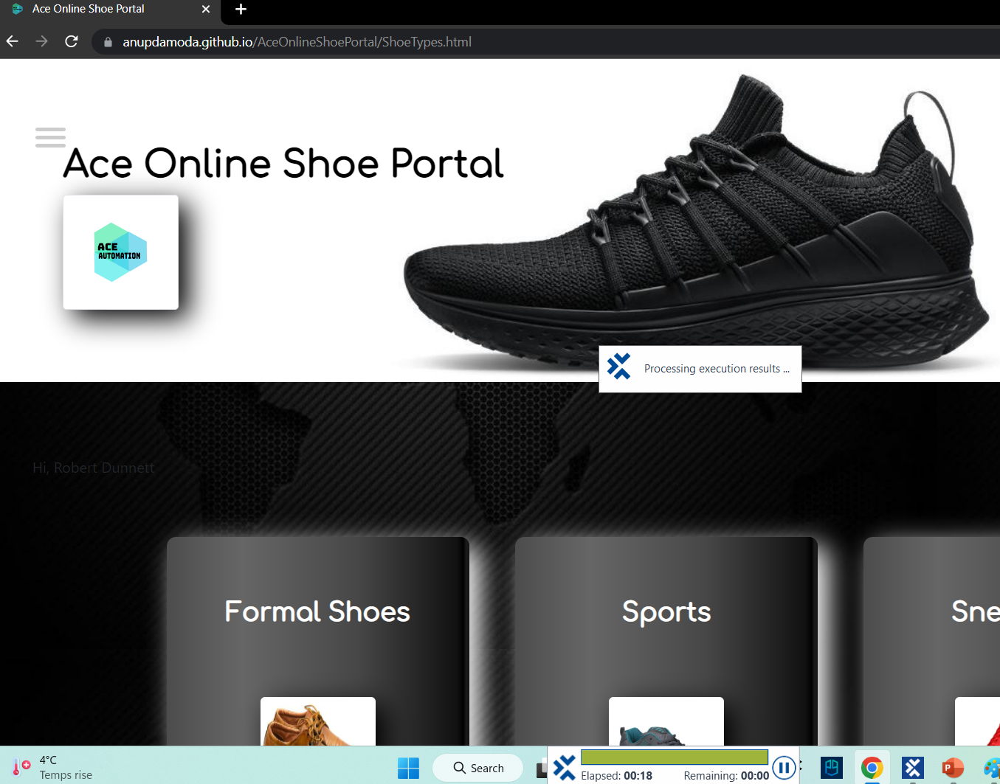 Ace Online Shoe Portal
anupdamoda.github.io/AceOnlineShoePortal/ShoeTypes.html
Ace Online Shoe Portal
ACE
AUTOMATION
Processing execution results ...
Hi, Robert Dunnett
Formal Shoes
Sports
Sne
4°C
Temps rise
Search
Elapsed: 00:18
Remaining: 00:00